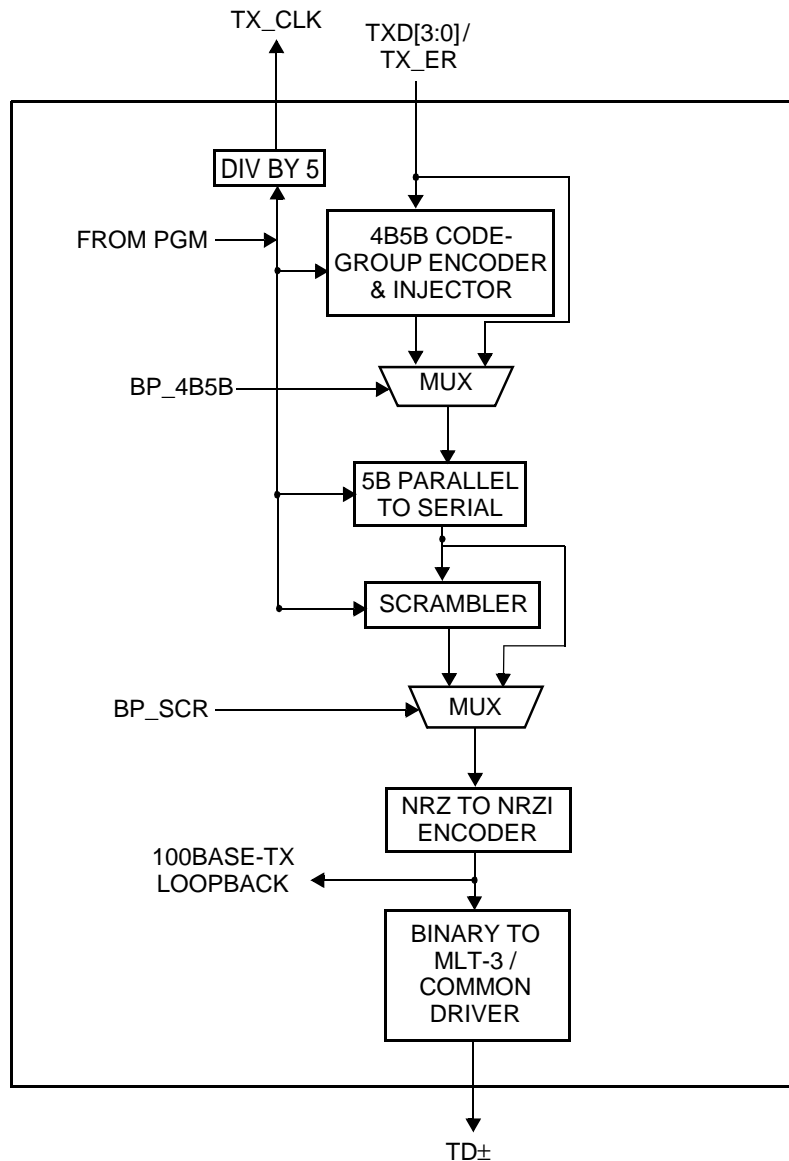 TX_CLK
TXD[3:0]/
TX_ER
DIV BY 5
FROM PGM
4B5B CODE-
GROUP ENCODER
& INJECTOR
BP_4B5B
MUX
5B PARALLEL
TO SERIAL
SCRAMBLER
BP_SCR
MUX
NRZ TO NRZI
ENCODER
100BASE-TX
LOOPBACK
BINARY TO
MLT-3 /
COMMON
DRIVER
TD±